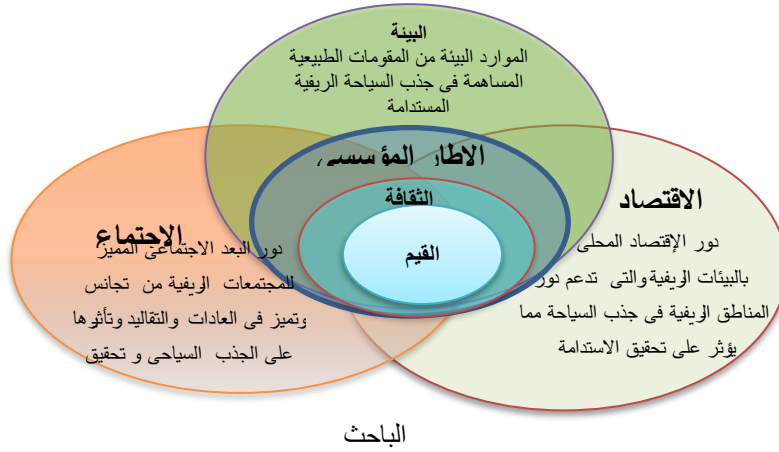 البيئة
الموارد البيئة من المقومات الطبيعية
المساهمة فى جذب السياحة الريفية
المستدامة
الاطار المؤسسى
الثقافة
القيم
الاقتصاد
دور الإقتصاد المحلى
بالبيئات الريفية والتى تدعم دور
المناطق الريفية فى جذب السياحة مما
يؤثر على تحقيق الاستدامة
الاجتماع
دور البعد الاجتماعى المميز
للمجتمعات الريفية من تجانس
وتميز فى العادات والتقاليد وتأثرها
على الجذب السياحى و تحقيق
الباحث